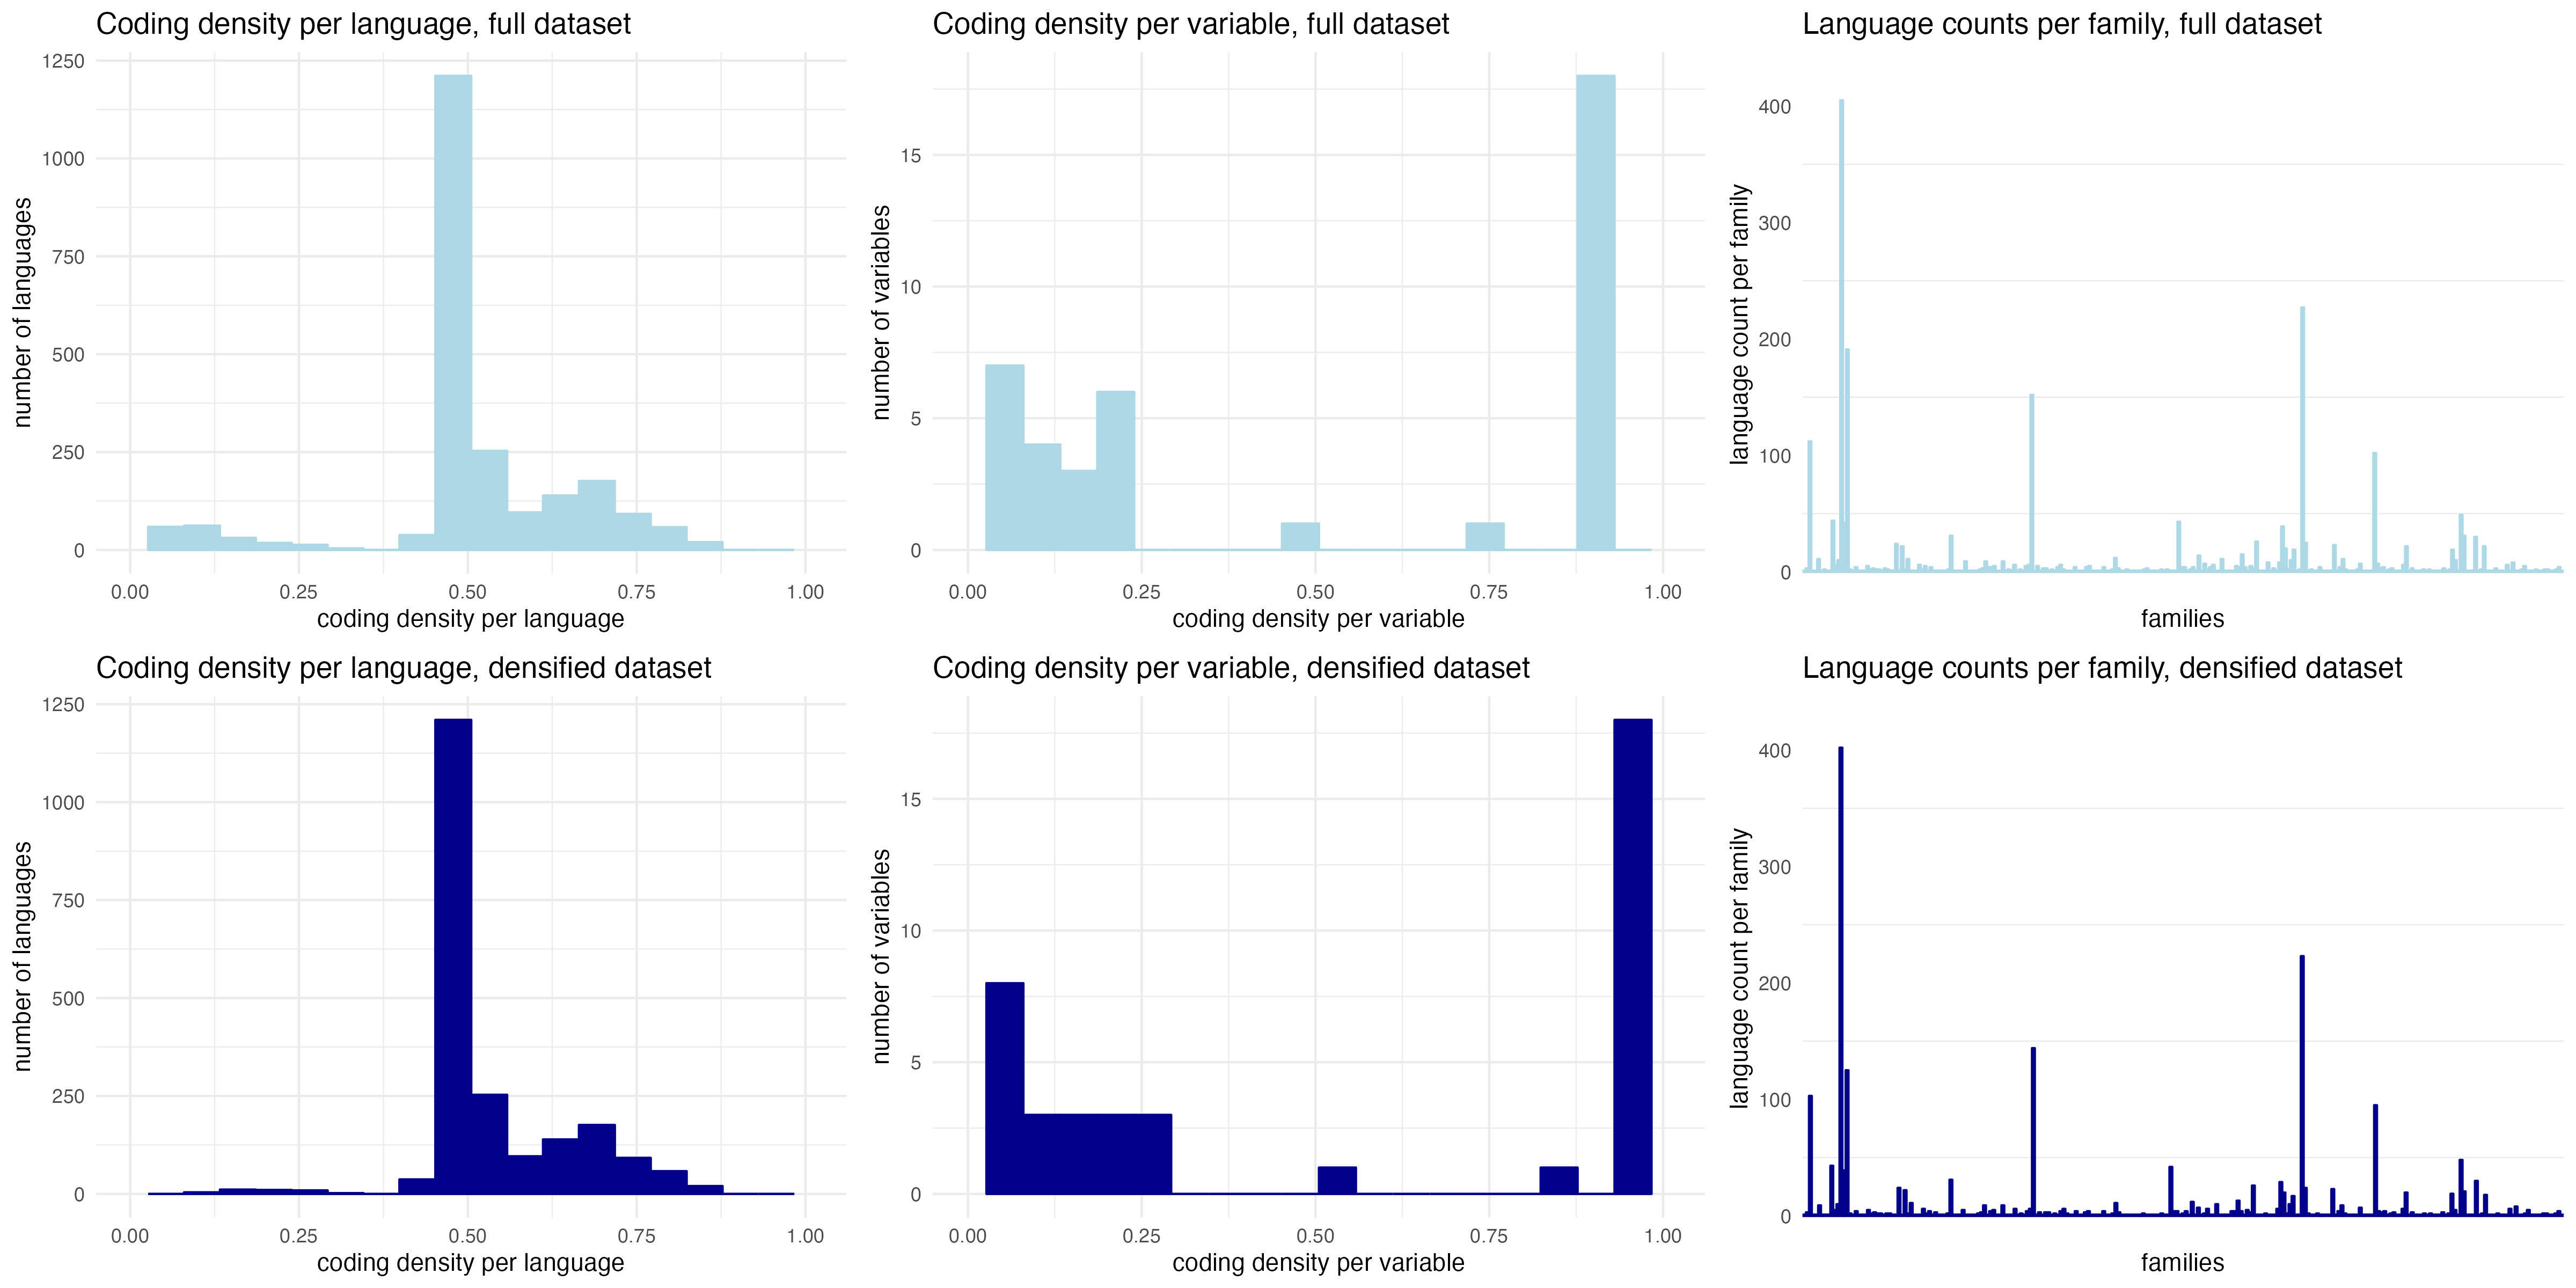 Coding density per language, full dataset
number of languages
1250
1000
750
500
250
0
0.00 0.25 0.50 0.75 1.00
coding density per language
Coding density per variable, full dataset
number of variables
15
10
5
0
0.00 0.25 0.50 0.75 1.00
coding density per variable
Language counts per family, full dataset
language count per family
400
300
200
100
0
families
Coding density per language, densified dataset
number of languages
1250
1000
750
500
250
0
0.00 0.25 0.50 0.75 1.00
coding density per language
Coding density per variable, densified dataset
number of variables
15
10
5
0
0.00 0.25 0.50 0.75 1.00
coding density per variable
Language counts per family, densified dataset
language count per family
400
300
200
100
0
families